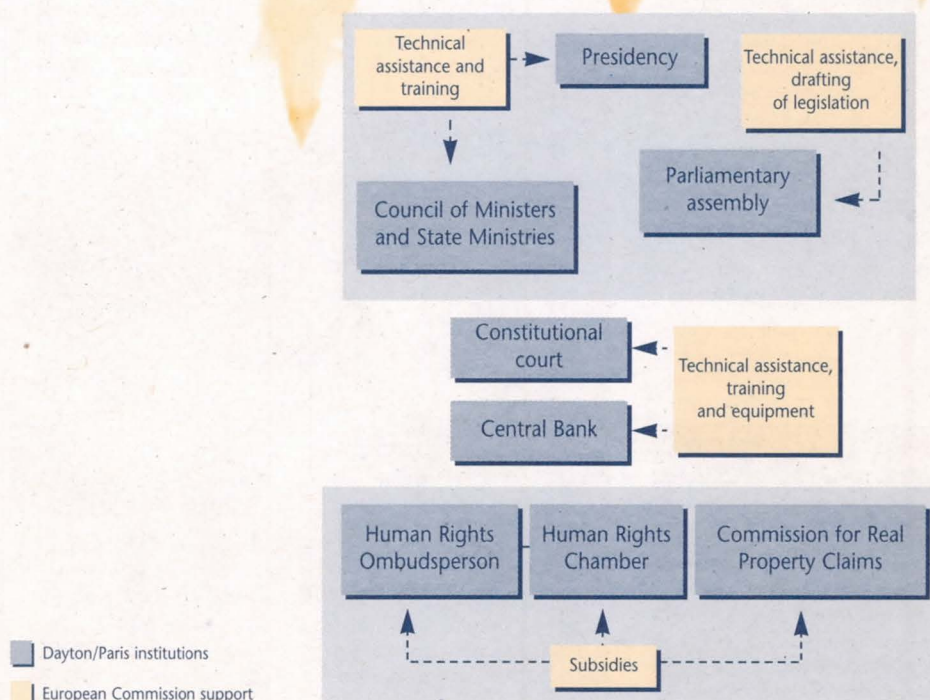 Technical
assistance and
training
Presidency
Technical assistance,
drafting
of legislation
Council of Ministers
and State Ministries
Parliamentary
assembly
Constitutional
court
Technical assistance,
training
and equipment
Central Bank
Human Rights
Ombudsperson
Human Rights
Chamber
Commission for Real
Property Claims
Subsidies
Dayton/Paris institutions
European Commission support